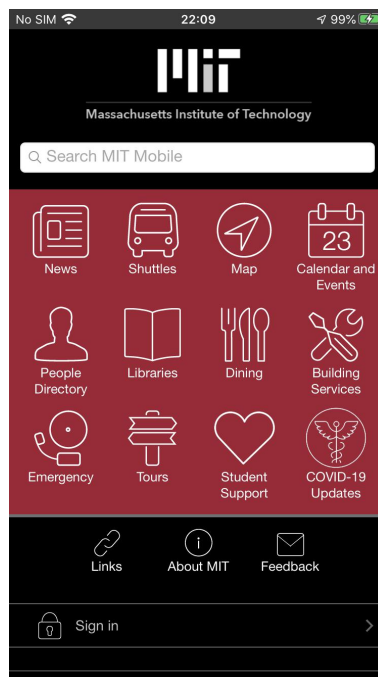 No SIM 22:09 99%
MIT
Massachusetts Institute of Technology
Search MIT Mobile
23
News Shuttles Map Calendar and
Events
People
Directory Libraries Dining Building
Services
Emergency Tours Student
Support COVID-19
Updates
i
Links About MIT Feedback
Sign in